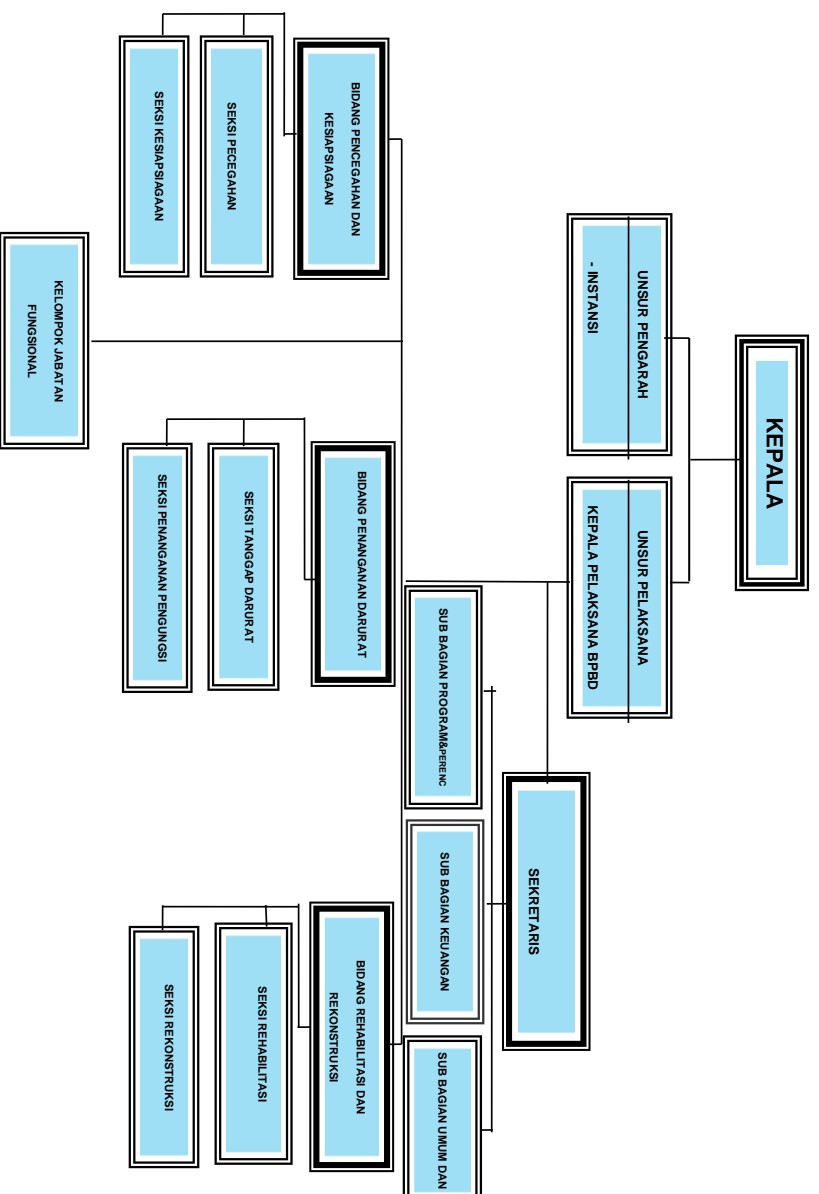 KEPALA
UNSUR PENGARAH
- INSTANSI
UNSUR PELAKSANA
KEPALA PELAKSANA BPBD
SEKRETARIS
SUB BAGIAN PROGRAM&PERENC
SUB BAGIAN KEUANGAN
SUB BAGIAN UMUM DAN
BIDANG PENCEGAHAN DAN
KESIAPSIAGAAN
SEKSI PECEGAHAN
SEKSI KESIAPSIAGAAN
BIDANG PENANGANAN DARURAT
SEKSI TANGGAP DARURAT
SEKSI PENANGANAN PENGUNGSI
BIDANG REHABILITASI DAN
REKONSTRUKSI
SEKSI REHABILITASI
SEKSI REKONSTRUKSI
KELOMPOK JABATAN
FUNGSIONAL